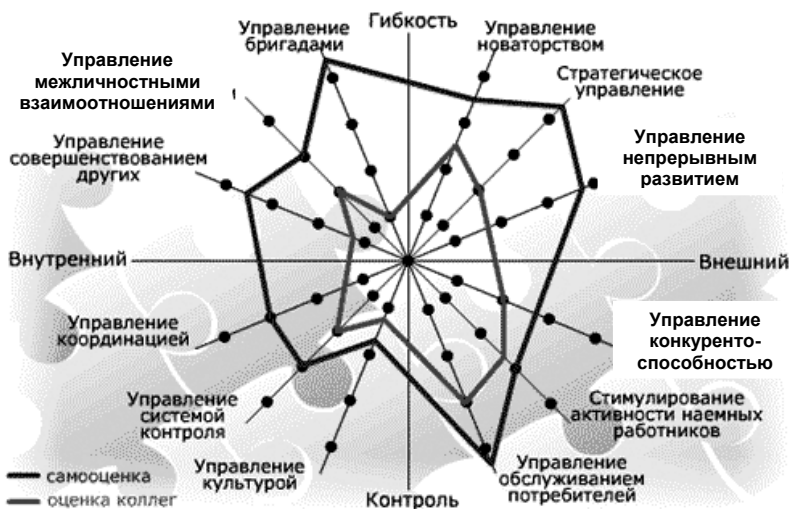 Гибкость
Управление
бригадами
Управление
новаторством
Управление
межличностными
взаимоотношениями
Стратегическое
управление
Управление
совершенствованием
других
Управление
непрерывным
развитием
Внутренний
Внешний
Управление
координацией
Управление
конкуренто-
способностью
Управление
системой
контроля
Стимулирование
активности наемных
работников
Управление
культурой
Управление
обслуживанием
потребителей
Контроль
самооценка
оценка коллег